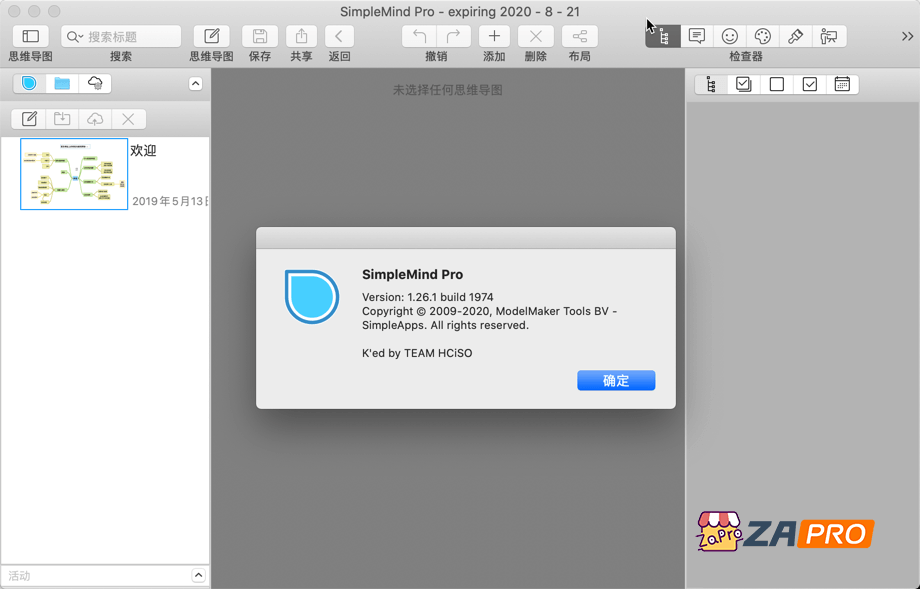 SimpleMind Pro - expiring 2020 - 8 - 21
搜索标题
思维导图
搜索
思维导图
保存
共享
返回
撤销
添加
删除
布局
检查器
未选择任何思维导图
欢迎
2019年5月13日
SimpleMind Pro
Version: 1.26.1 build 1974
Copyright © 2009-2020, ModelMaker Tools BV -
SimpleApps. All rights reserved.
K'ed by TEAM HCiSO
确定
ZaPro
ZAPRO
活动